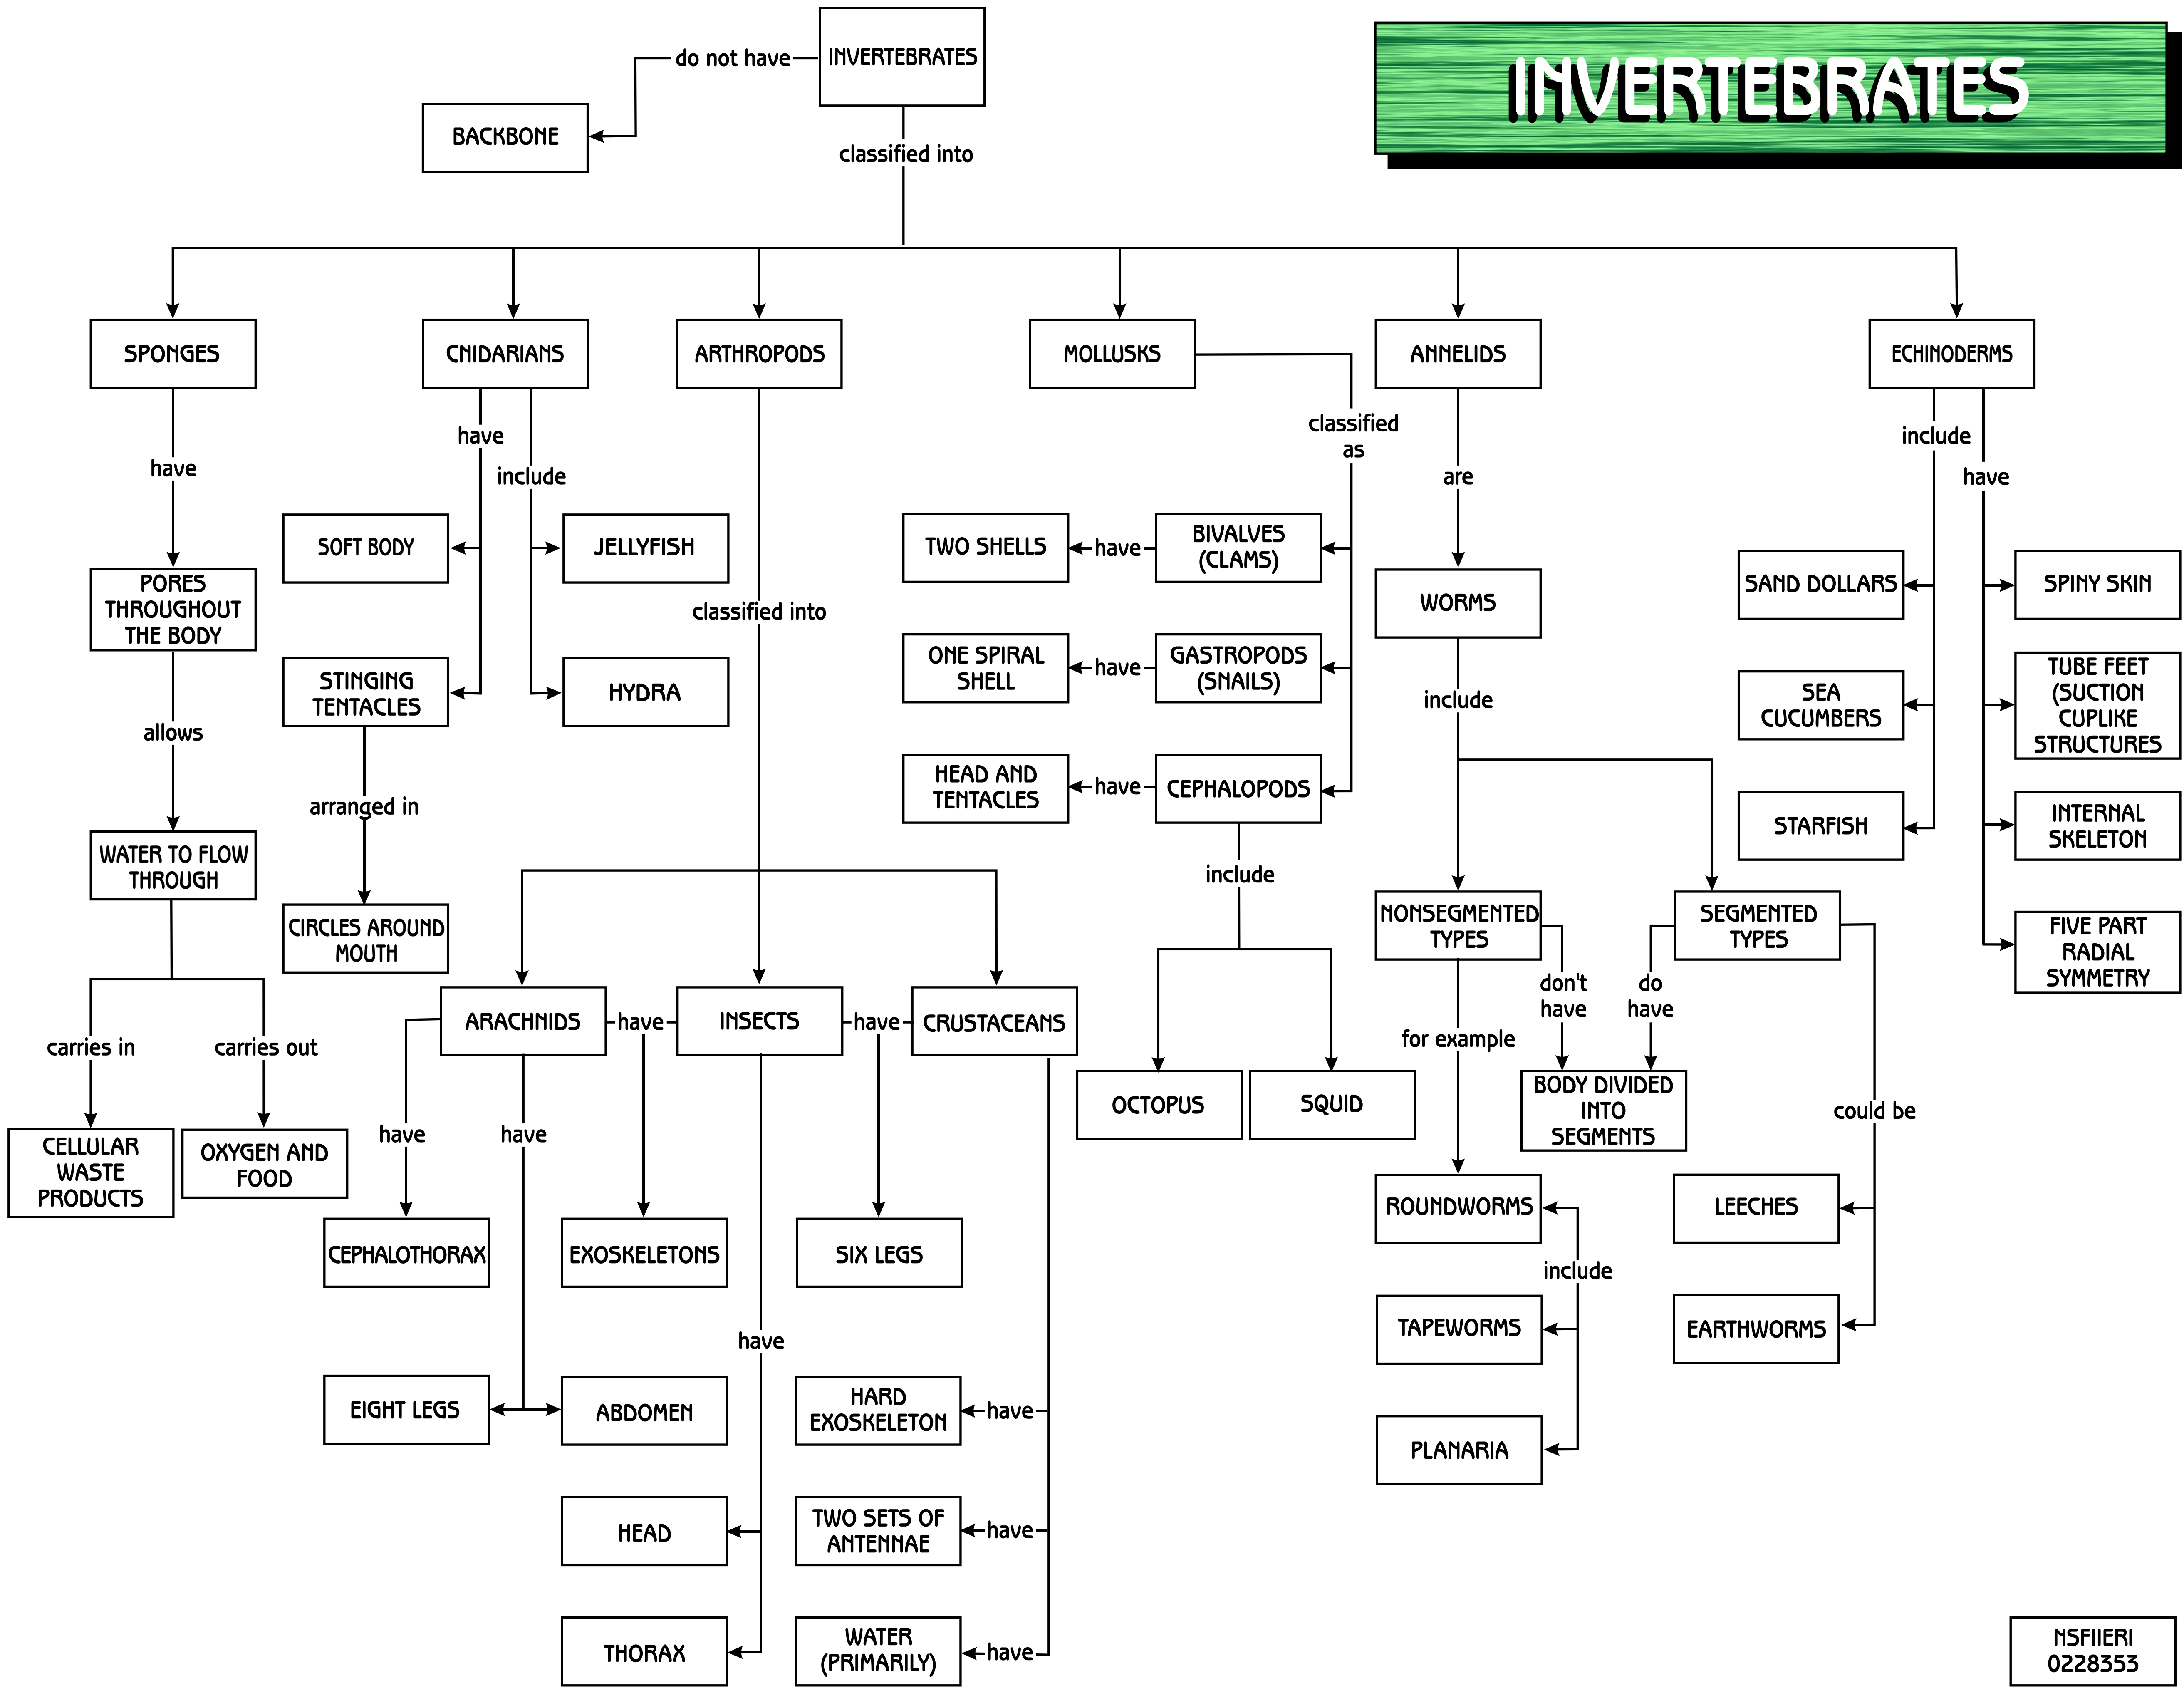 INVERTEBRATES
do not have
INVERTEBRATES
BACKBONE
classified into
SPONGES
CNIDARIANS
ARTHROPODS
MOLLUSKS
ANNELIDS
ECHINODERMS
have
PORES
THROUGHOUT
THE BODY
allows
WATER TO FLOW
THROUGH
carries in
carries out
CELLULAR
WASTE
PRODUCTS
OXYGEN AND
FOOD
have
include
SOFT BODY
JELLYFISH
STINGING
TENTACLES
HYDRA
arranged in
CIRCLES AROUND
MOUTH
classified into
ARACHNIDS
have
INSECTS
have
CRUSTACEANS
have
have
CEPHALOTHORAX
EXOSKELETONS
SIX LEGS
have
EIGHT LEGS
ABDOMEN
HEAD
THORAX
HARD
EXOSKELETON
have
TWO SETS OF
ANTENNAE
have
WATER
(PRIMARILY)
have
classified
as
TWO SHELLS
have
BIVALVES
(CLAMS)
ONE SPIRAL
SHELL
have
GASTROPODS
(SNAILS)
HEAD AND
TENTACLES
have
CEPHALOPODS
include
OCTOPUS
SQUID
are
WORMS
include
NONSEGMENTED
TYPES
SEGMENTED
TYPES
don't
have
do
have
for example
BODY DIVIDED
INTO
SEGMENTS
could be
ROUNDWORMS
include
TAPEWORMS
PLANARIA
LEECHES
EARTHWORMS
include
have
SAND DOLLARS
SPINY SKIN
SEA
CUCUMBERS
TUBE FEET
(SUCTION
CUPLIKE
STRUCTURES
STARFISH
INTERNAL
SKELETON
FIVE PART
RADIAL
SYMMETRY
NSFIIERI
0228353